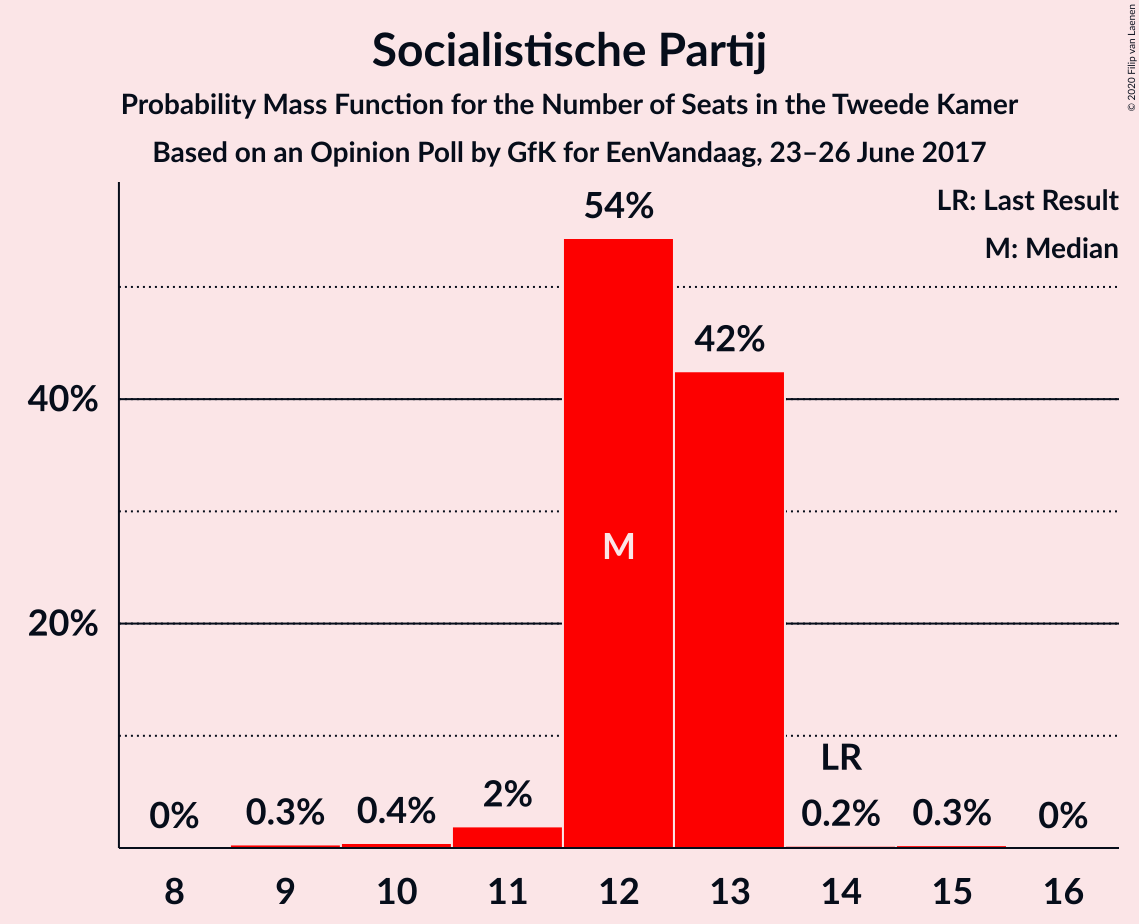 Socialistische Partij
Probability Mass Function for the Number of Seats in the Tweede Kamer
Based on an Opinion Poll by GfK for EenVandaag, 23–26 June 2017
© 2020 Filip van Laenen
LR: Last Result
M: Median
54%
42%
40%
M
20%
LR
0%
0.3%
0.4%
2%
0.2%
0.3%
0%
8
9
10
11
12
13
14
15
16